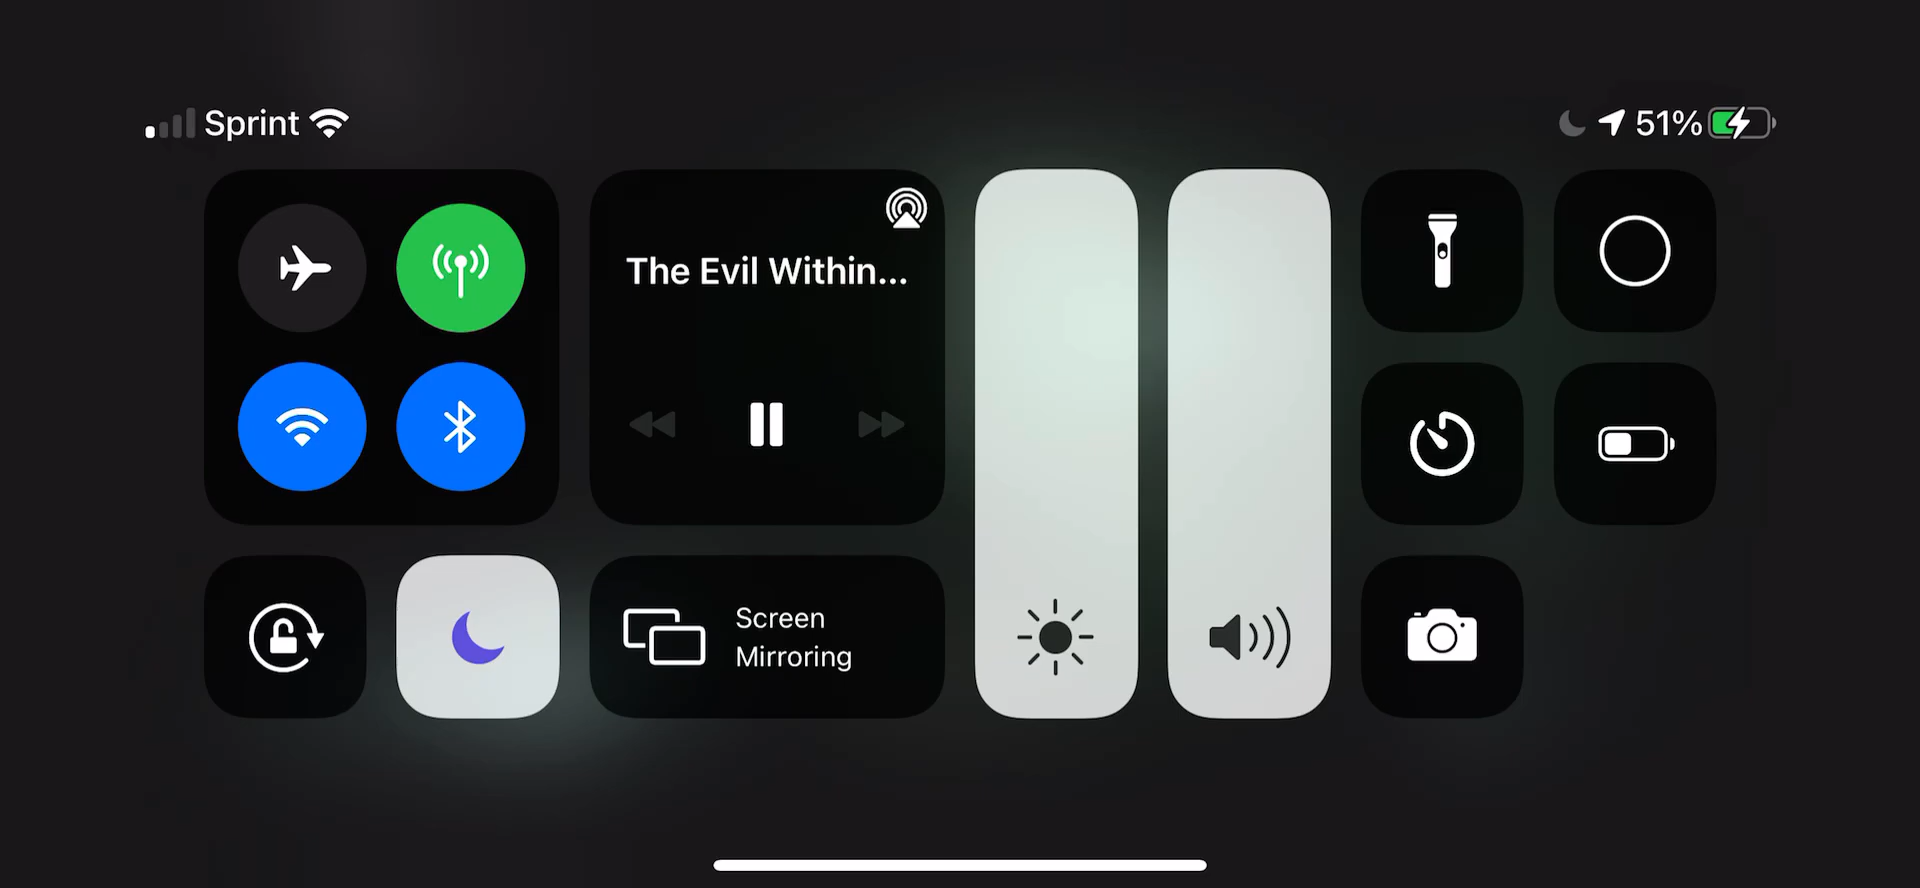 Sprint
51%
The Evil Within...
Screen
Mirroring